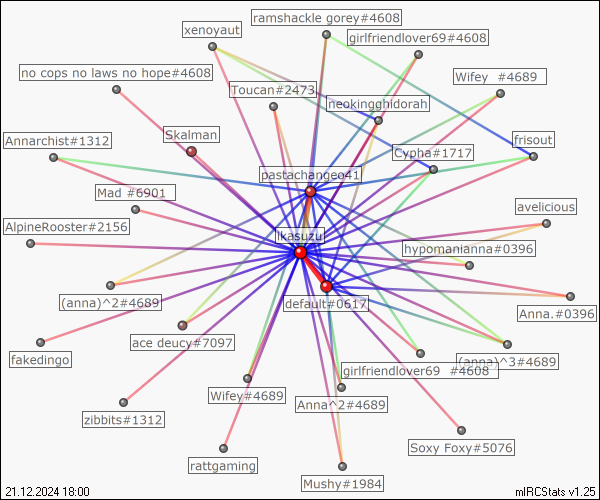 ramshackle gorey#4608
xenoyaut
girlfriendlover69#4608
no cops no laws no hope#4608
Wifey  #4689
Toucan#2473
neokingghidorah
Skalman
Annarchist#1312
frisout
Cypha#1717
pastachangeo41
Mad #6901
avelicious
AlpineRooster#2156
lkasuzu
hypomanianna#0396
(anna)^2#4689
default#0617
Anna.#0396
ace deucy#7097
fakedingo
(anna)^3#4689
girlfriendlover69  #4608
Wifey#4689
Anna^2#4689
zibbits#1312
Soxy Foxy#5076
rattgaming
Mushy#1984
21.12.2024 18:00
mIRCStats v1.25